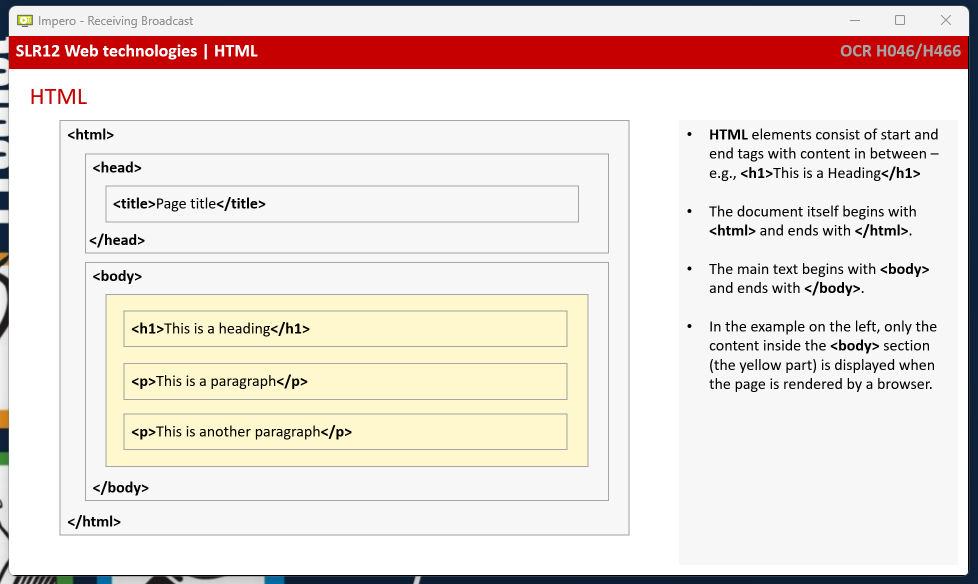 Impero - Receiving Broadcast
SLR12 Web technologies | HTML
OCR H046/H466
HTML
<html>
<head>
<title>Page title</title>
</head>
<body>
<h1>This is a heading</h1>
<p>This is a paragraph</p>
<p>This is another paragraph</p>
</body>
</html>
• HTML elements consist of start and
end tags with content in between –
e.g., <h1>This is a Heading</h1>
• The document itself begins with
<html> and ends with </html>.
• The main text begins with <body>
and ends with </body>.
• In the example on the left, only the
content inside the <body> section
(the yellow part) is displayed when
the page is rendered by a browser.